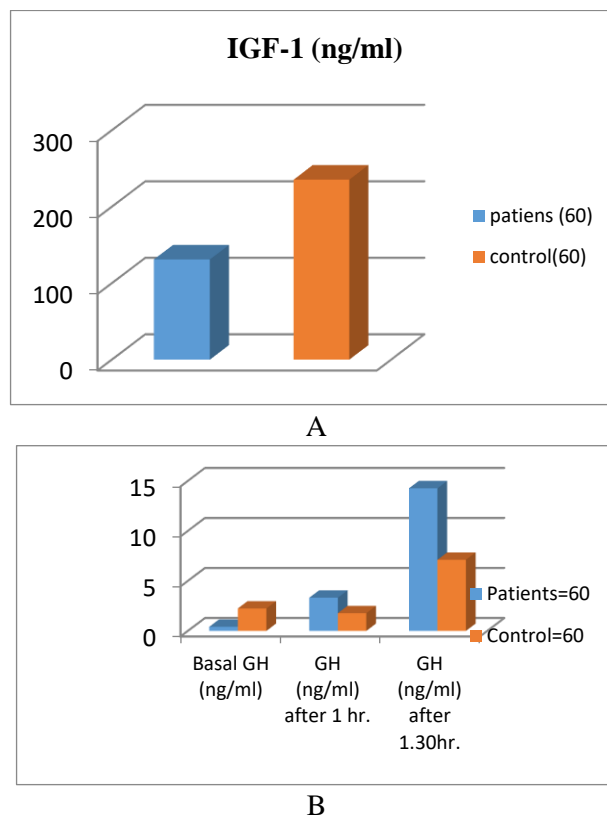 IGF-1 (ng/ml)
300
200
100
0
patiens (60)
control(60)
A
15
10
5
0
Basal GH
(ng/ml)
GH
(ng/ml)
after 1 hr.
GH
(ng/ml)
after
1.30hr.
Patients=60
Control=60
B